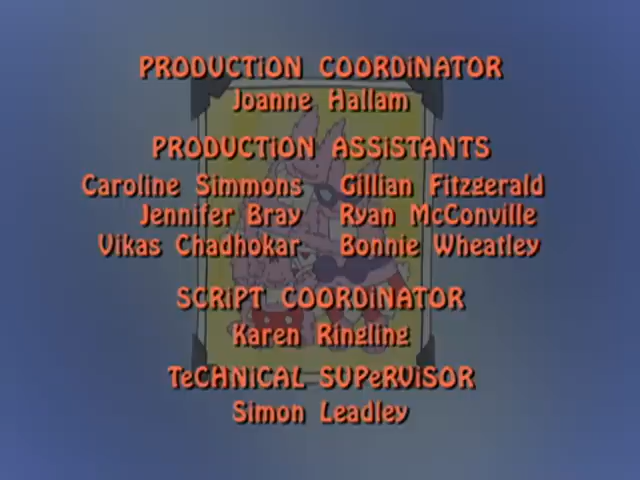 PRODUCTiON COORDiNATOR
Joanne Hallam
PRODUCTiON ASSiSTANTS
Caroline Simmons Gillian Fitzgerald
Jennifer Bray Ryan McConville
Vikas Chadhokar Bonnie Wheatley
SCRiPT COORDiNATOR
Karen Ringling
TeCHNiCAL SUPeRViSOR
Simon Leadley